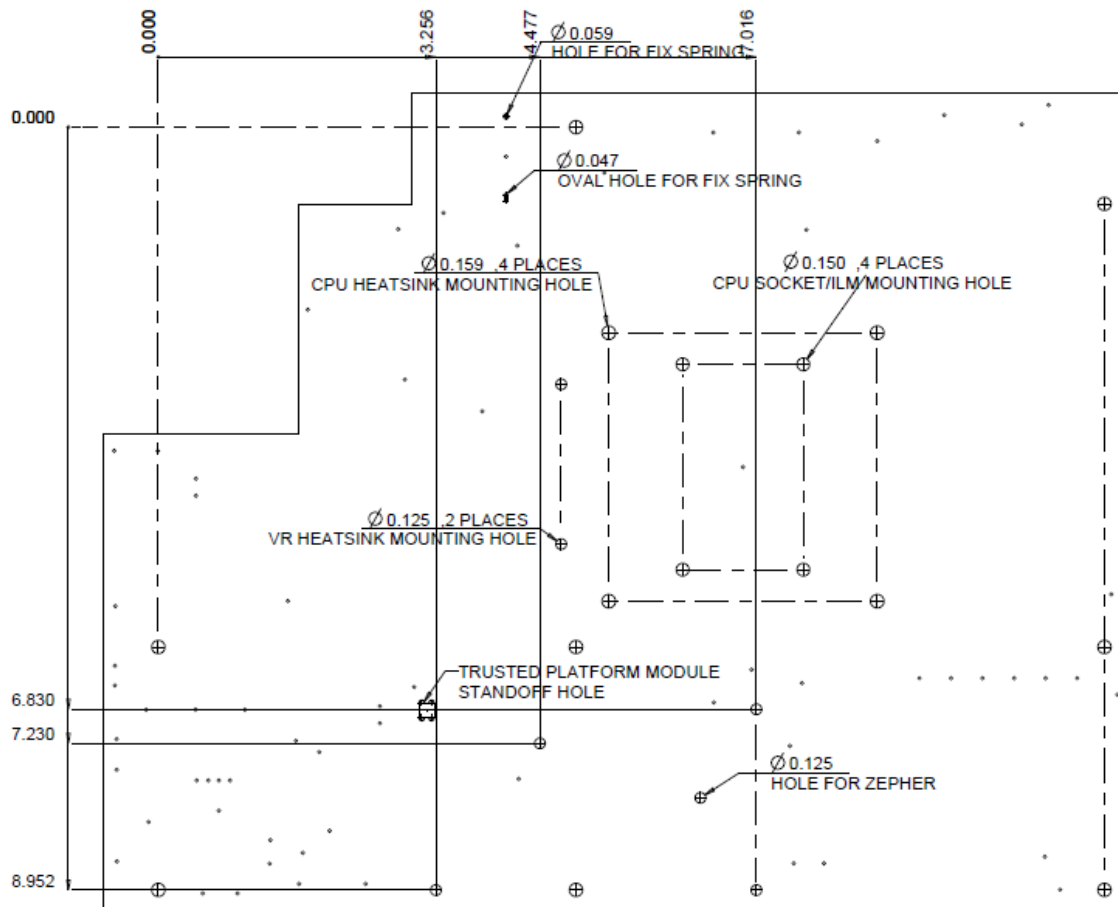 0.000
3.256
4.477
7.016
Ø 0.059
HOLE FOR FIX SPRING
0.000
Ø 0.047
OVAL HOLE FOR FIX SPRING
Ø 0.159 ,4 PLACES
CPU HEATSINK MOUNTING HOLE
Ø 0.150 ,4 PLACES
CPU SOCKET/ILM MOUNTING HOLE
Ø 0.125 ,2 PLACES
VR HEATSINK MOUNTING HOLE
TRUSTED PLATFORM MODULE
STANDOFF HOLE
6.830
7.230
Ø 0.125
HOLE FOR ZEPHER
8.952